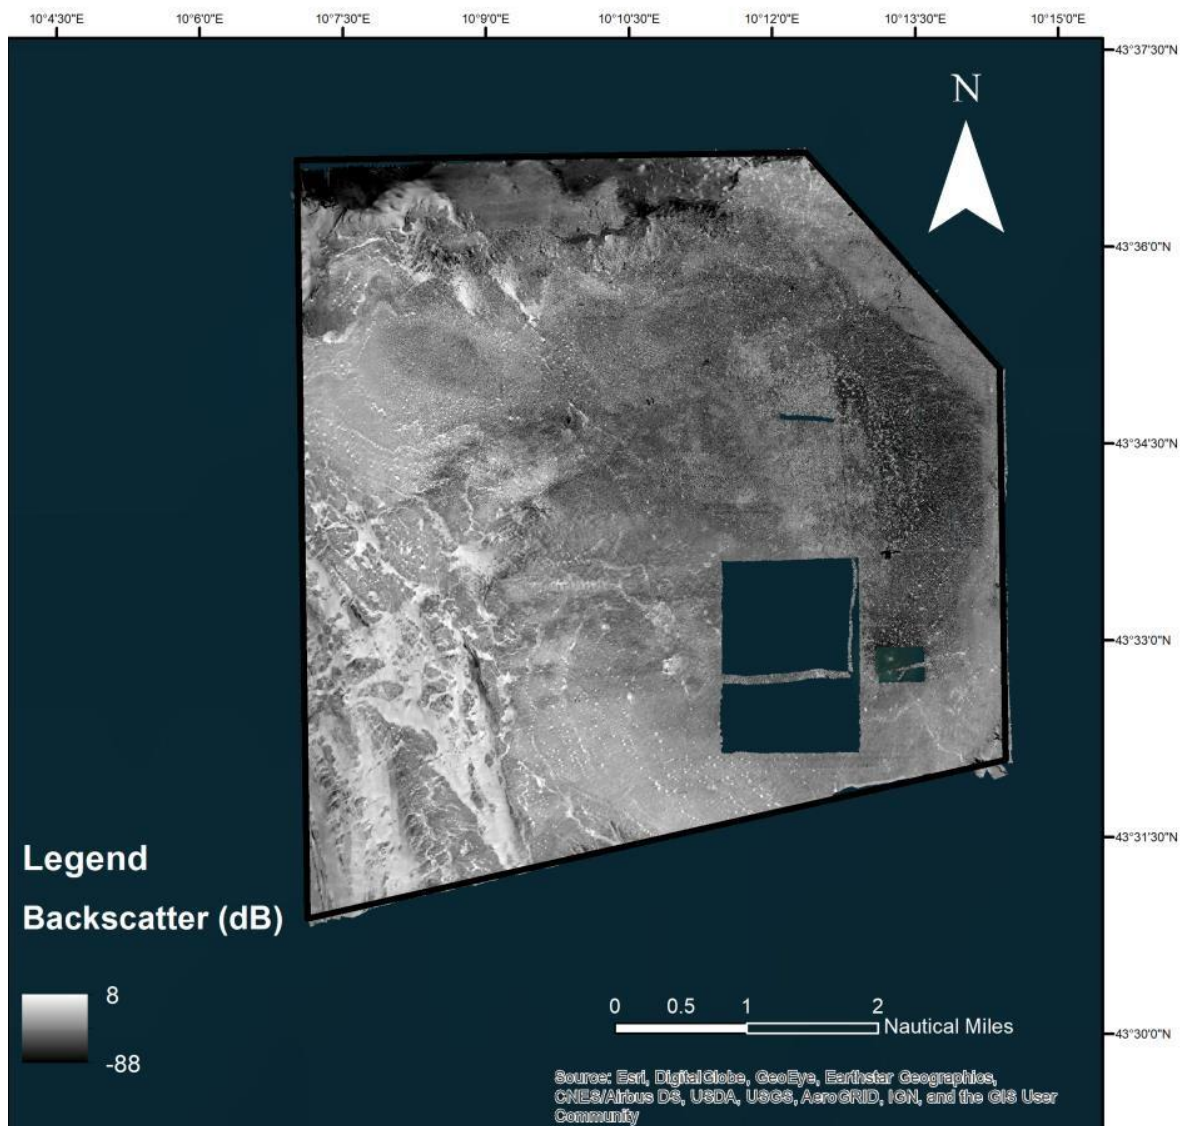 10°4'30"E 10°6'0"E 10°7'30"E 10°9'0"E 10°10'30"E 10°12'0"E 10°13'30"E 10°15'0"E
43°37'30"N
N
43°36'0"N
43°34'30"N
43°33'0"N
43°31'30"N
Legend
Backscatter (dB)
8
-88
0 0.5 1 2
Nautical Miles
43°30'0"N
Source: Esri, DigitalGlobe, GeoEye, Earthstar Geographics,
CNES/Airbus DS, USDA, USGS, AeroGRID, IGN, and the GIS User
Community